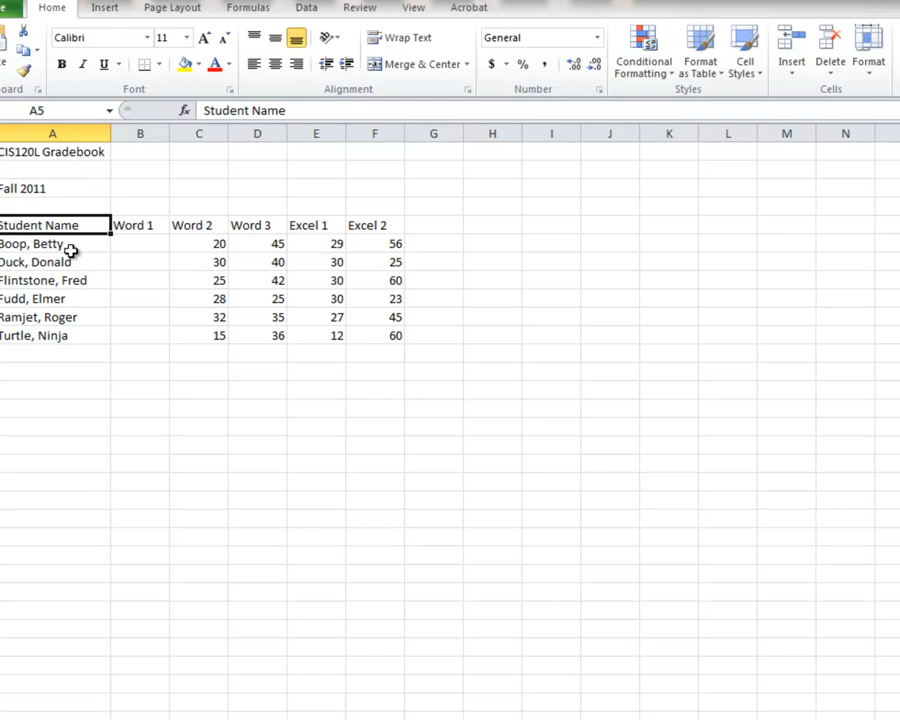 Home Insert Page Layout Formulas Data Review View Acrobat
Calibri 11 Wrap Text General
B I U Merge & Center $ % , Conditional Formatting Format as Table Cell Styles Insert Delete Format
Font Alignment Number Styles Cells
A5 fx Student Name
A B C D E F G H I J K L M N
CIS120L Gradebook
Fall 2011
Student Name Word 1 Word 2 Word 3 Excel 1 Excel 2
Boop, Betty 20 45 29 56
Duck, Donald 30 40 30 25
Flintstone, Fred 25 42 30 60
Fudd, Elmer 28 25 30 23
Ramjet, Roger 32 35 27 45
Turtle, Ninja 15 36 12 60